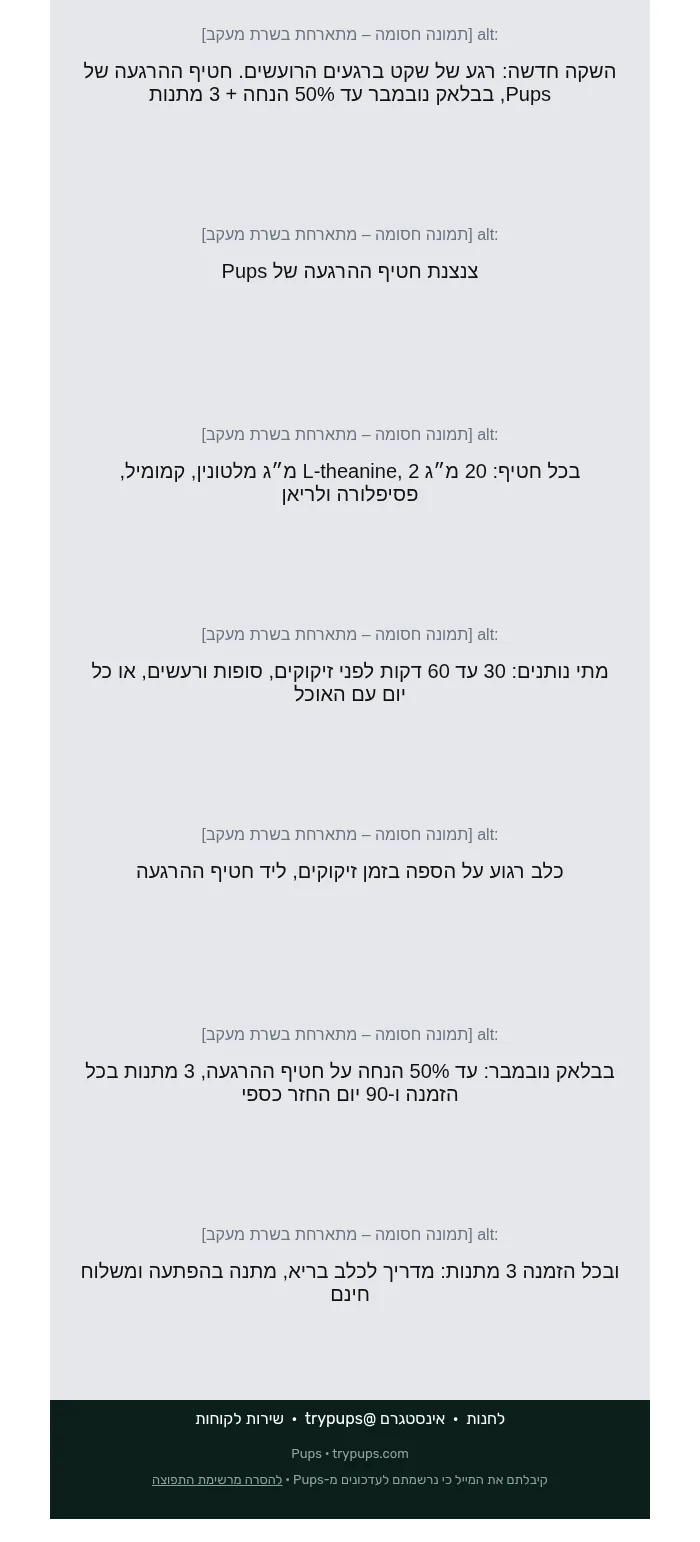 [תמונה חסומה – מתארחת בשרת מעקב] alt:
השקה חדשה: רגע של שקט ברגעים הרועשים. חטיף ההרגעה של
Pups, בבלאק נובמבר עד 50% הנחה + 3 מתנות
[תמונה חסומה – מתארחת בשרת מעקב] alt:
צנצנת חטיף ההרגעה של Pups
[תמונה חסומה – מתארחת בשרת מעקב] alt:
בכל חטיף: 20 מ״ג L-theanine, 2 מ״ג מלטונין, קמומיל,
פסיפלורה ולריאן
[תמונה חסומה – מתארחת בשרת מעקב] alt:
מתי נותנים: 30 עד 60 דקות לפני זיקוקים, סופות ורעשים, או כל
יום עם האוכל
[תמונה חסומה – מתארחת בשרת מעקב] alt:
כלב רגוע על הספה בזמן זיקוקים, ליד חטיף ההרגעה
[תמונה חסומה – מתארחת בשרת מעקב] alt:
בבלאק נובמבר: עד 50% הנחה על חטיף ההרגעה, 3 מתנות בכל
הזמנה ו-90 יום החזר כספי
[תמונה חסומה – מתארחת בשרת מעקב] alt:
ובכל הזמנה 3 מתנות: מדריך לכלב בריא, מתנה בהפתעה ומשלוח
חינם
לחנות • אינסטגרם @trypups • שירות לקוחות
Pups • trypups.com
קיבלתם את המייל כי נרשמתם לעדכונים מ-Pups • להסרה מרשימת התפוצה